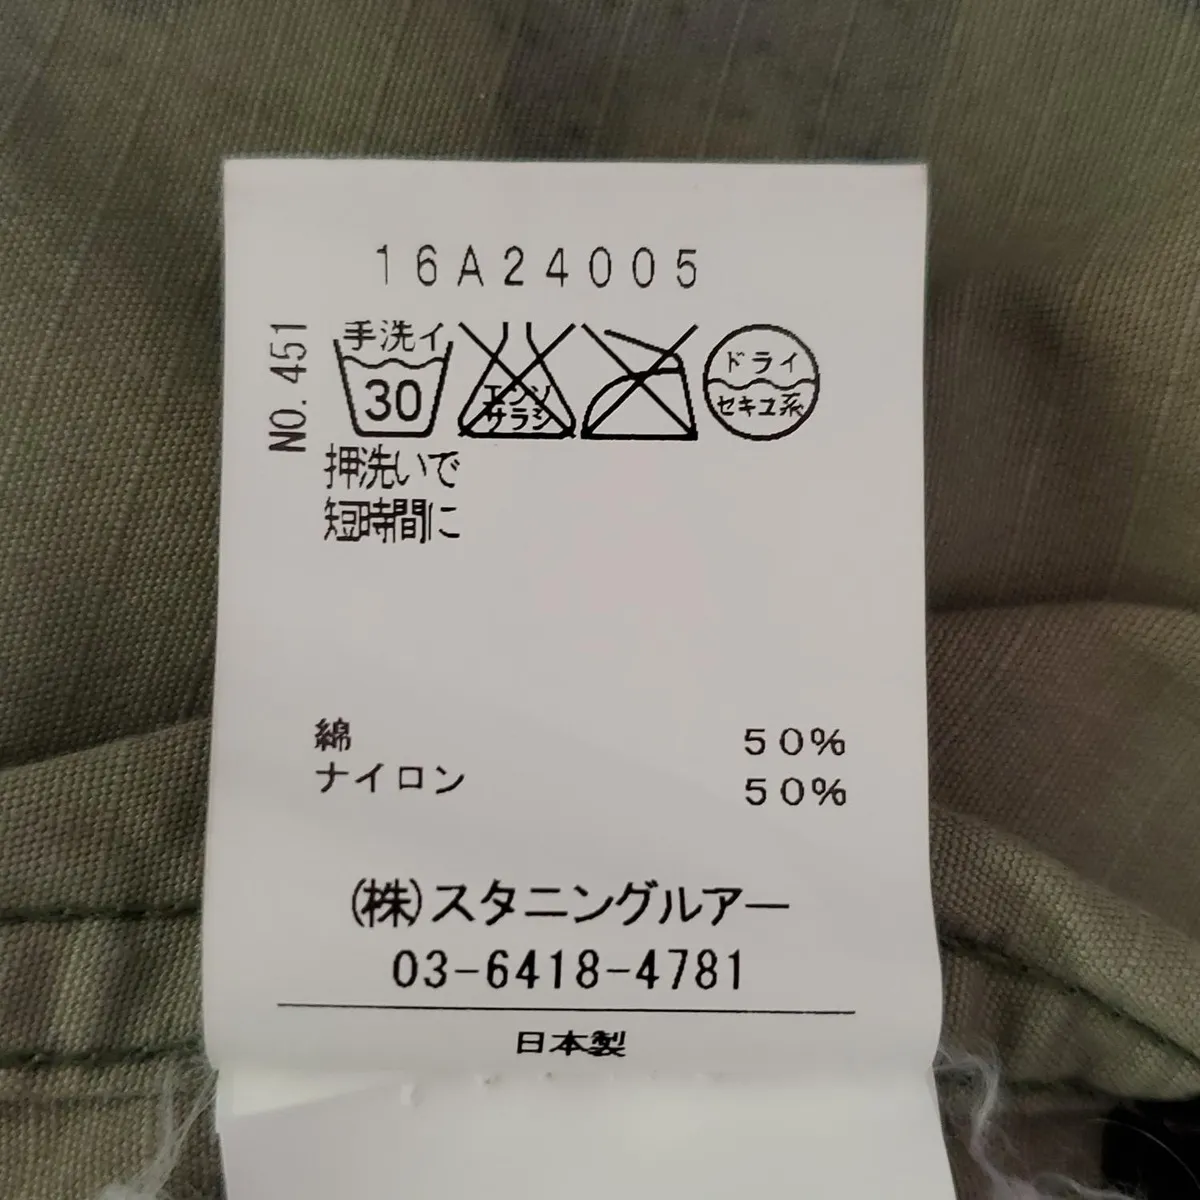 16A24005
NO.451
手洗イ
30
エンソ
サラシ
ドライ
セキユ系
押洗いで
短時間に
綿 50%
ナイロン 50%
(株)スタニングルアー
03-6418-4781
日本製